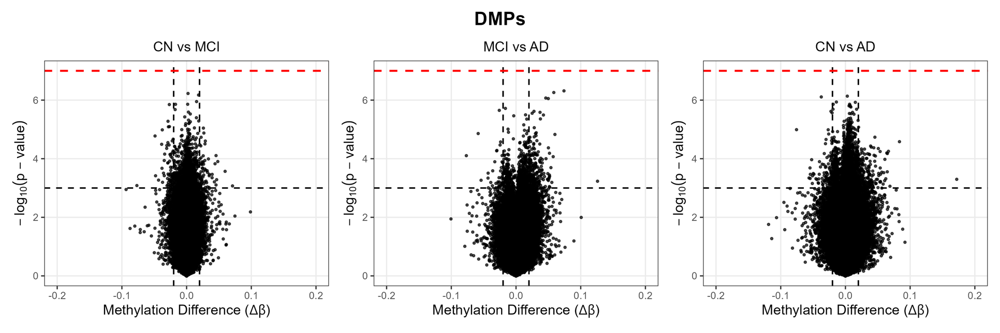 DMPs
CN vs MCI
MCI vs AD
CN vs AD
− log10(p − value)
6
4
2
0
-0.2 -0.1 0.0 0.1 0.2
Methylation Difference (Δβ)
− log10(p − value)
6
4
2
0
-0.2 -0.1 0.0 0.1 0.2
Methylation Difference (Δβ)
− log10(p − value)
6
4
2
0
-0.2 -0.1 0.0 0.1 0.2
Methylation Difference (Δβ)